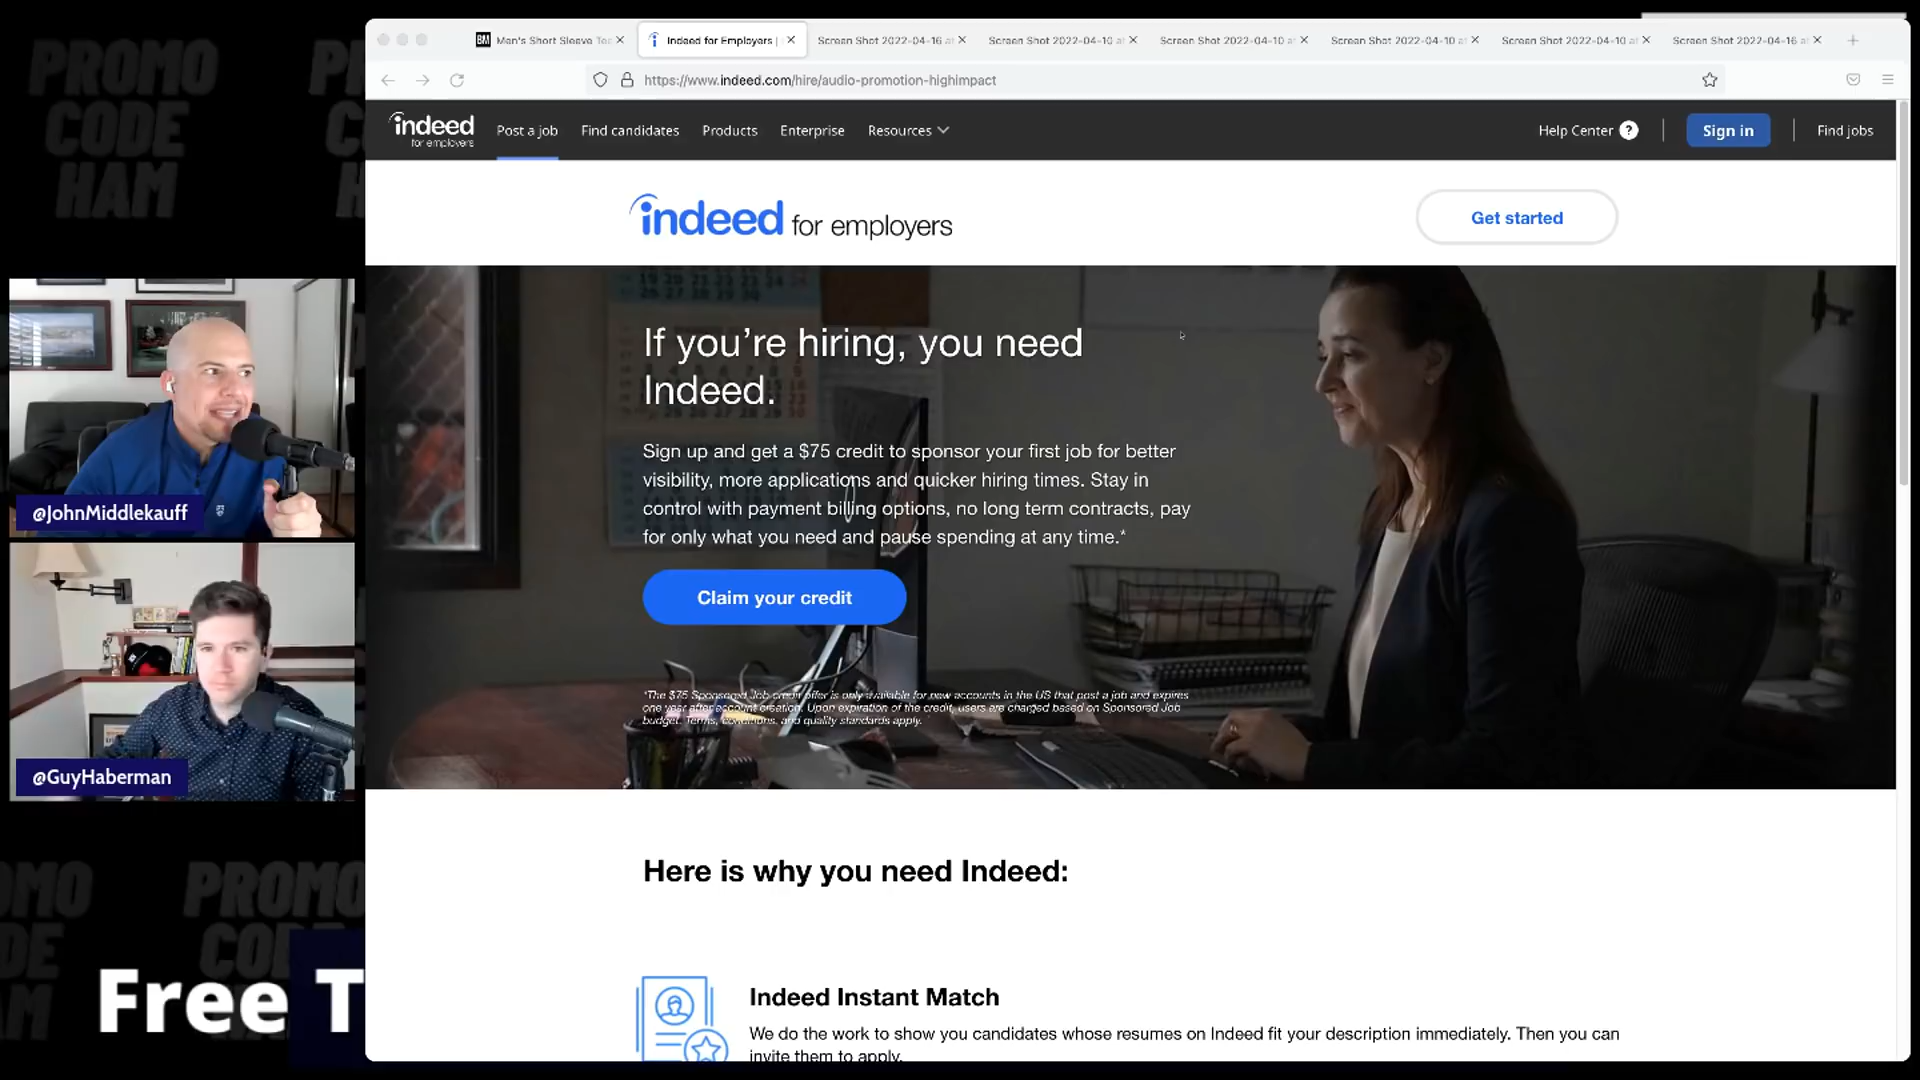 PROMO
CODE
HAM
Men's Short Sleeve Tee
Indeed for Employers |
Screen Shot 2022-04-16 at
Screen Shot 2022-04-10 at
Screen Shot 2022-04-10 at
Screen Shot 2022-04-10 at
Screen Shot 2022-04-10 at
Screen Shot 2022-04-16 at
https://www.indeed.com/hire/audio-promotion-highimpact
indeed
for employers
Post a job
Find candidates
Products
Enterprise
Resources
Help Center ?
Sign in
Find jobs
indeed for employers
Get started
If you're hiring, you need
Indeed.
Sign up and get a $75 credit to sponsor your first job for better
visibility, more applications and quicker hiring times. Stay in
control with payment billing options, no long term contracts, pay
for only what you need and pause spending at any time.*
Claim your credit
*The $75 Sponsored Job credit offer is only available for new accounts in the US that post a job and expires
one year after account creation. Upon expiration of the credit, users are charged based on Sponsored Job
budget. Terms, conditions, and quality standards apply.
@JohnMiddlekauff
@GuyHaberman
Here is why you need Indeed:
Indeed Instant Match
We do the work to show you candidates whose resumes on Indeed fit your description immediately. Then you can
invite them to apply.
PROMO
Free T